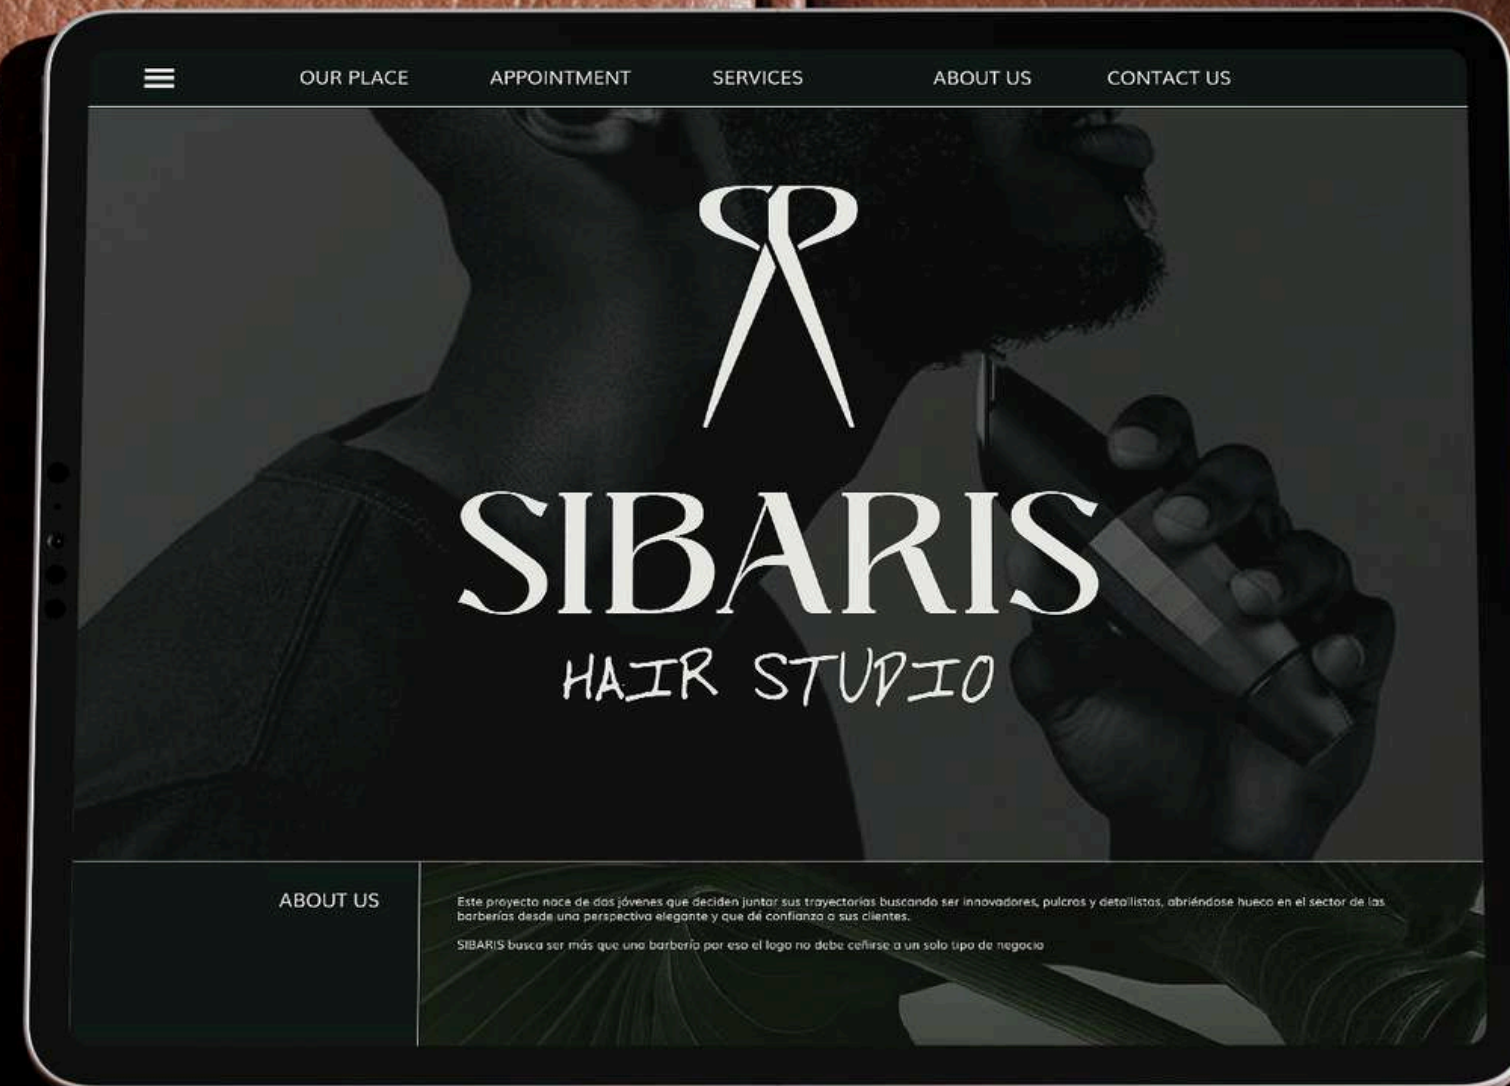 OUR PLACE APPOINTMENT SERVICES ABOUT US CONTACT US
SIBARIS
HAIR STUDIO
ABOUT US
Este proyecto nace de dos jóvenes que deciden juntar sus trayectorias buscando ser innovadores, pulcros y detallistas, abriéndose hueco en el sector de las
barberías desde una perspectiva elegante y que dé confianza a sus clientes.
SIBARIS busca ser más que una barbería por eso el logo no debe ceñirse a un solo tipo de negocio